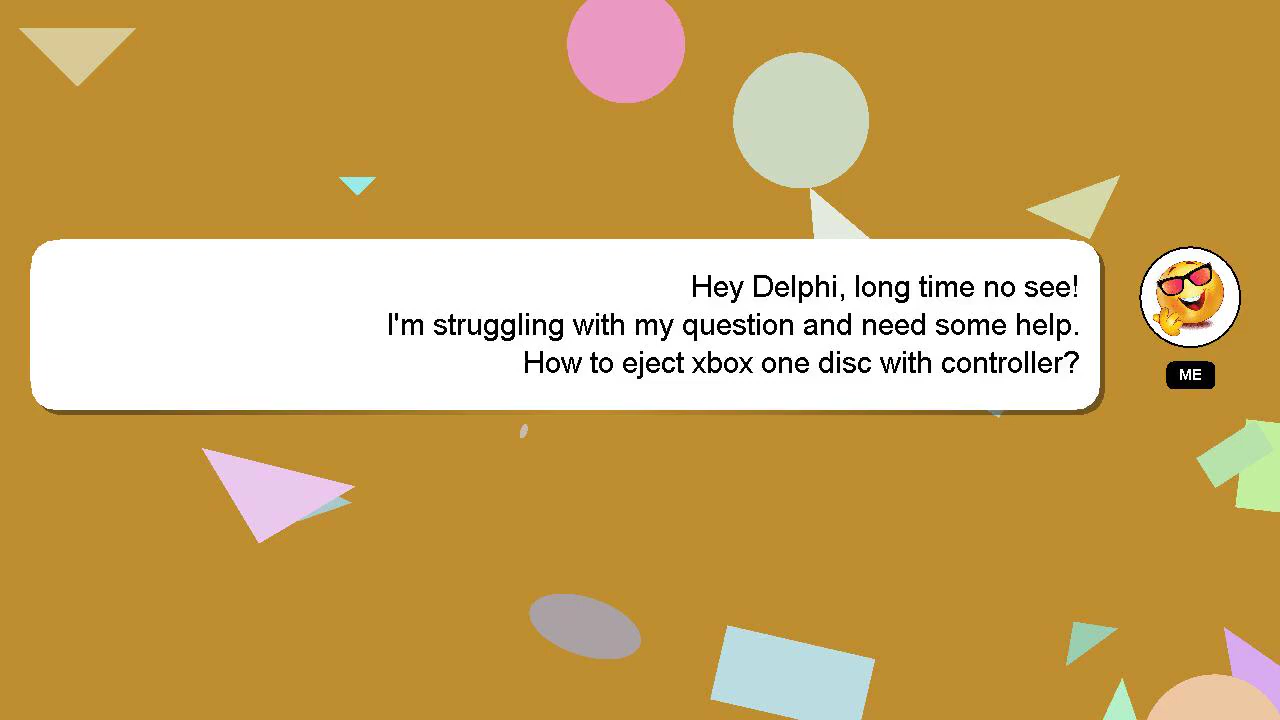 Hey Delphi, long time no see!
I'm struggling with my question and need some help.
How to eject xbox one disc with controller?
ME